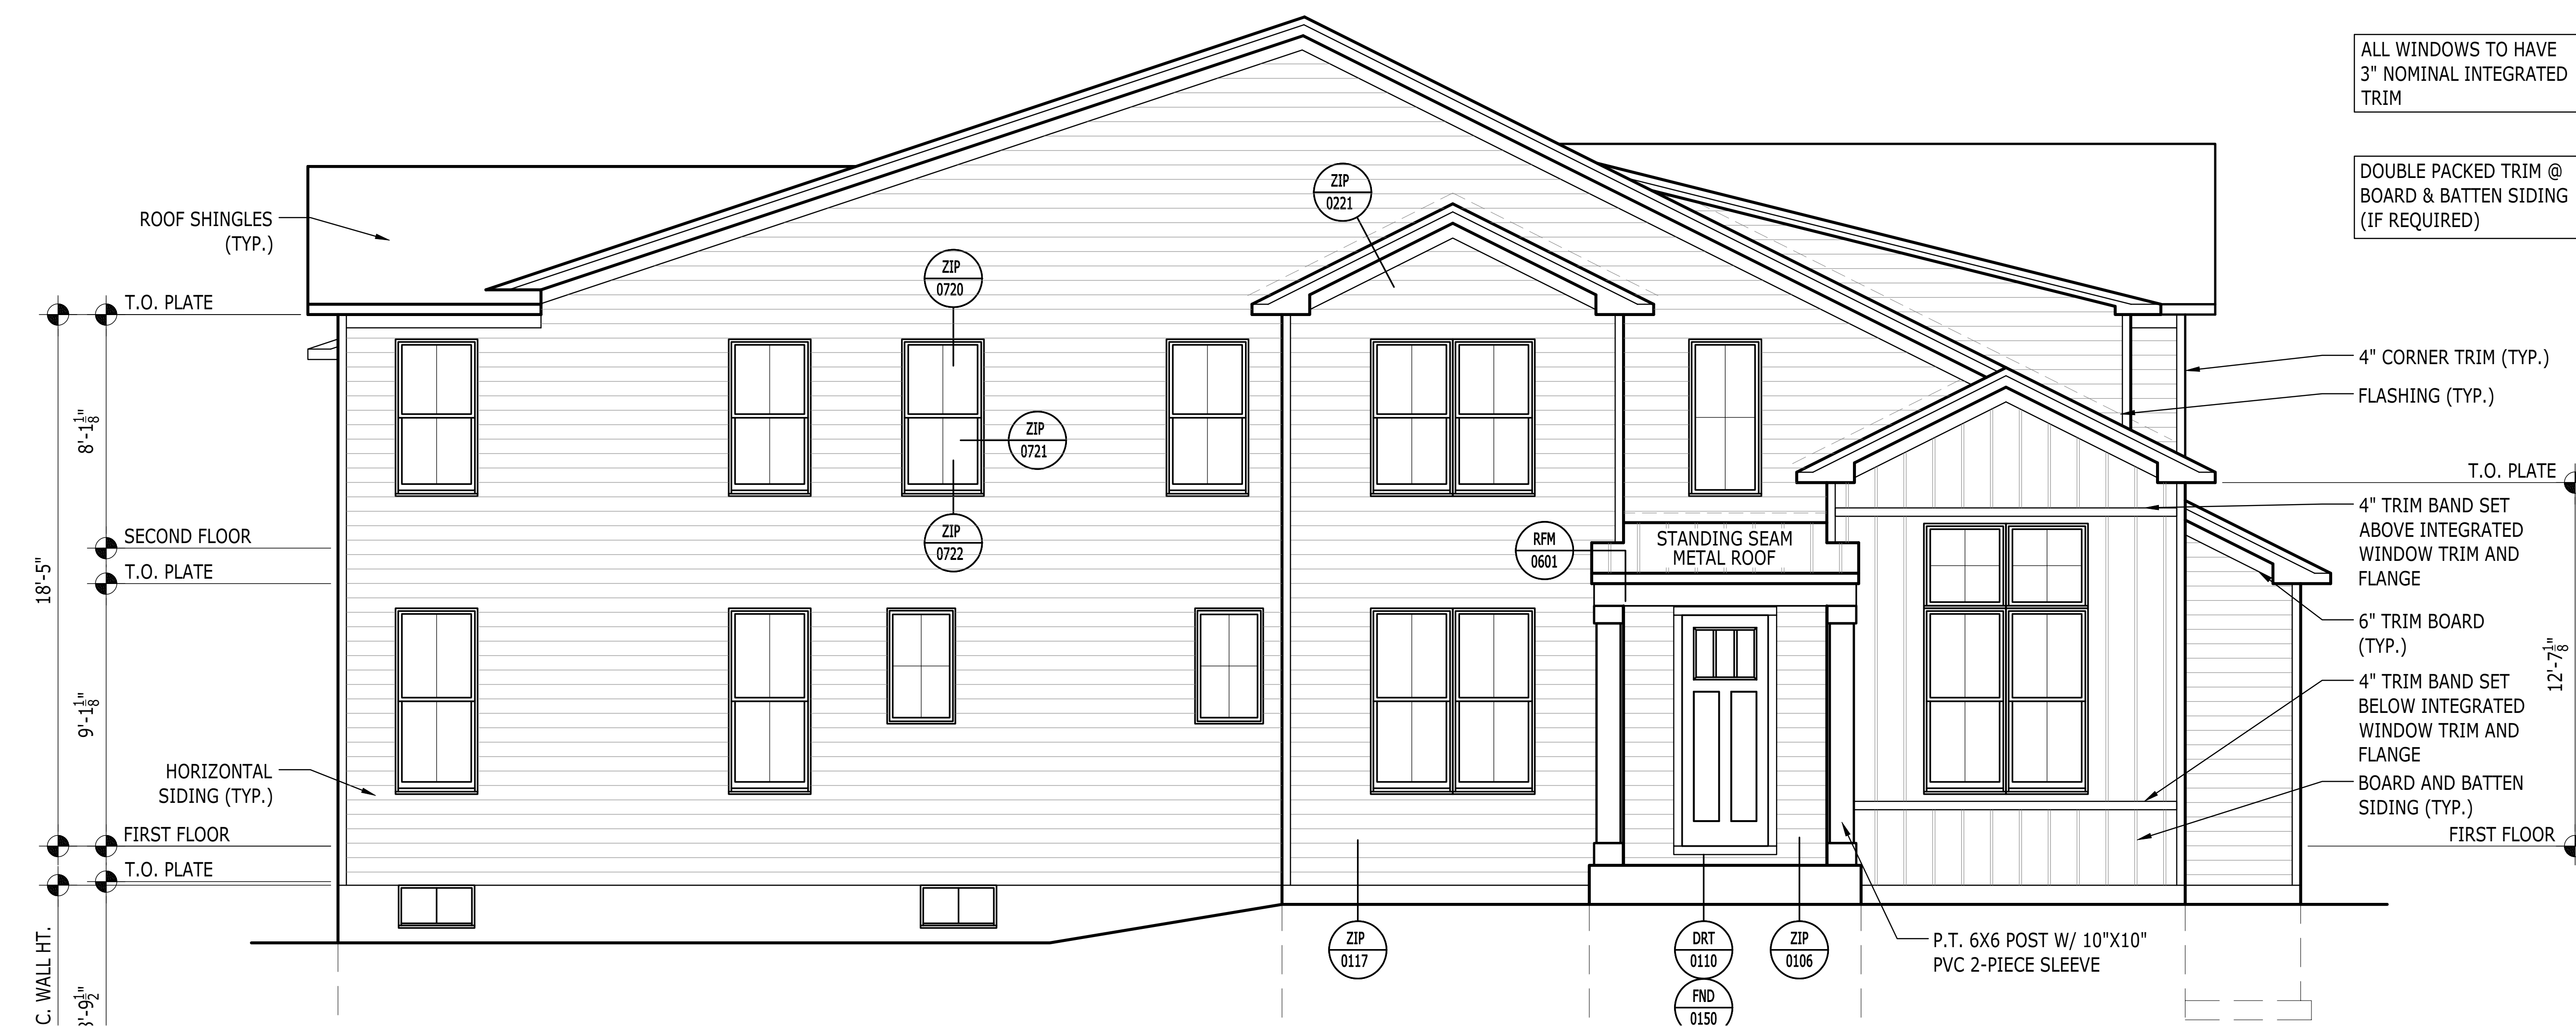 ALL WINDOWS TO HAVE
3" NOMINAL INTEGRATED
TRIM
DOUBLE PACKED TRIM @
BOARD & BATTEN SIDING
(IF REQUIRED)
ROOF SHINGLES
(TYP.)
T.O. PLATE
8'-1 1/8"
SECOND FLOOR
T.O. PLATE
18'-5"
9'-1 1/8"
HORIZONTAL
SIDING (TYP.)
FIRST FLOOR
T.O. PLATE
C. WALL HT.
8'-9 1/2"
ZIP
0221
ZIP
0720
ZIP
0721
ZIP
0722
RFM
0601
STANDING SEAM
METAL ROOF
ZIP
0117
DRT
0110
FND
0150
ZIP
0106
P.T. 6X6 POST W/ 10"X10"
PVC 2-PIECE SLEEVE
4" CORNER TRIM (TYP.)
FLASHING (TYP.)
T.O. PLATE
4" TRIM BAND SET
ABOVE INTEGRATED
WINDOW TRIM AND
FLANGE
6" TRIM BOARD
(TYP.)
12'-7 1/8"
4" TRIM BAND SET
BELOW INTEGRATED
WINDOW TRIM AND
FLANGE
BOARD AND BATTEN
SIDING (TYP.)
FIRST FLOOR